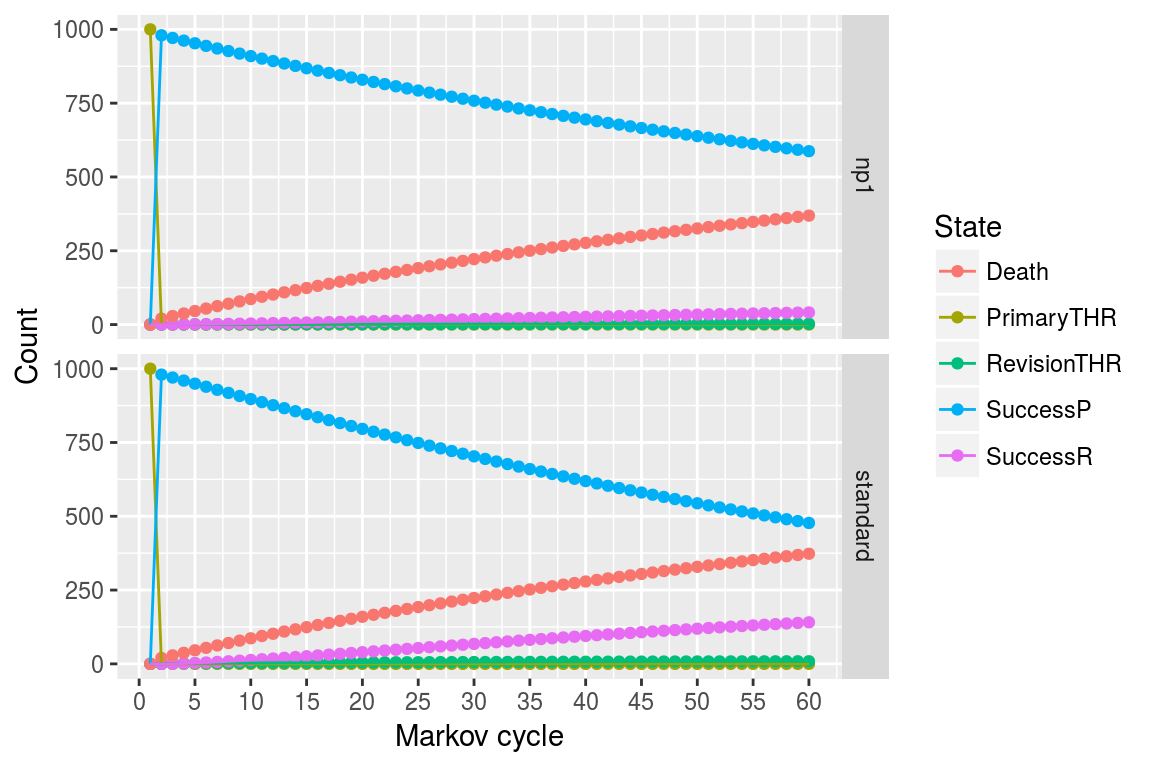 1000
750
500
250
0
np1
1000
750
500
250
0
standard
Count
0 5 10 15 20 25 30 35 40 45 50 55 60
Markov cycle
State
Death
PrimaryTHR
RevisionTHR
SuccessP
SuccessR